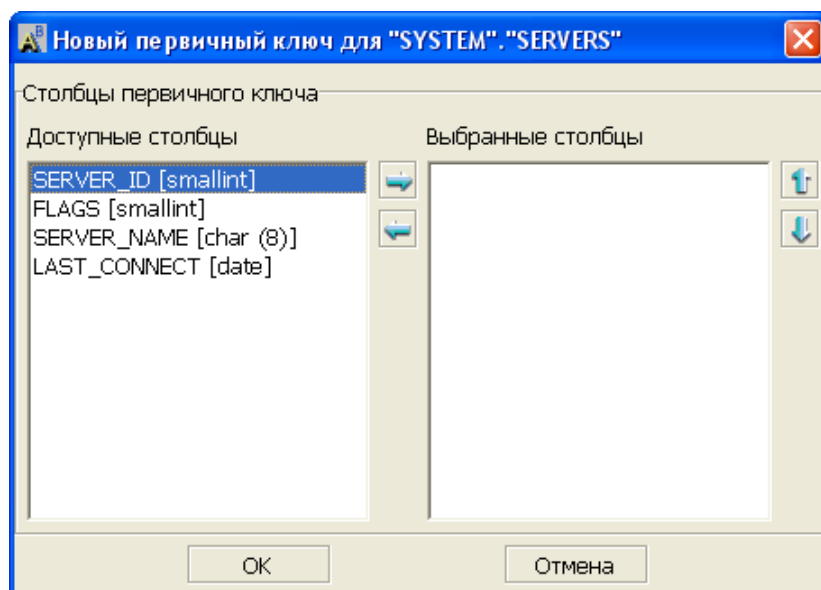 Новый первичный ключ для "SYSTEM"."SERVERS"
Столбцы первичного ключа
Доступные столбцы
Выбранные столбцы
SERVER_ID [smallint]
FLAGS [smallint]
SERVER_NAME [char (8)]
LAST_CONNECT [date]
OK
Отмена